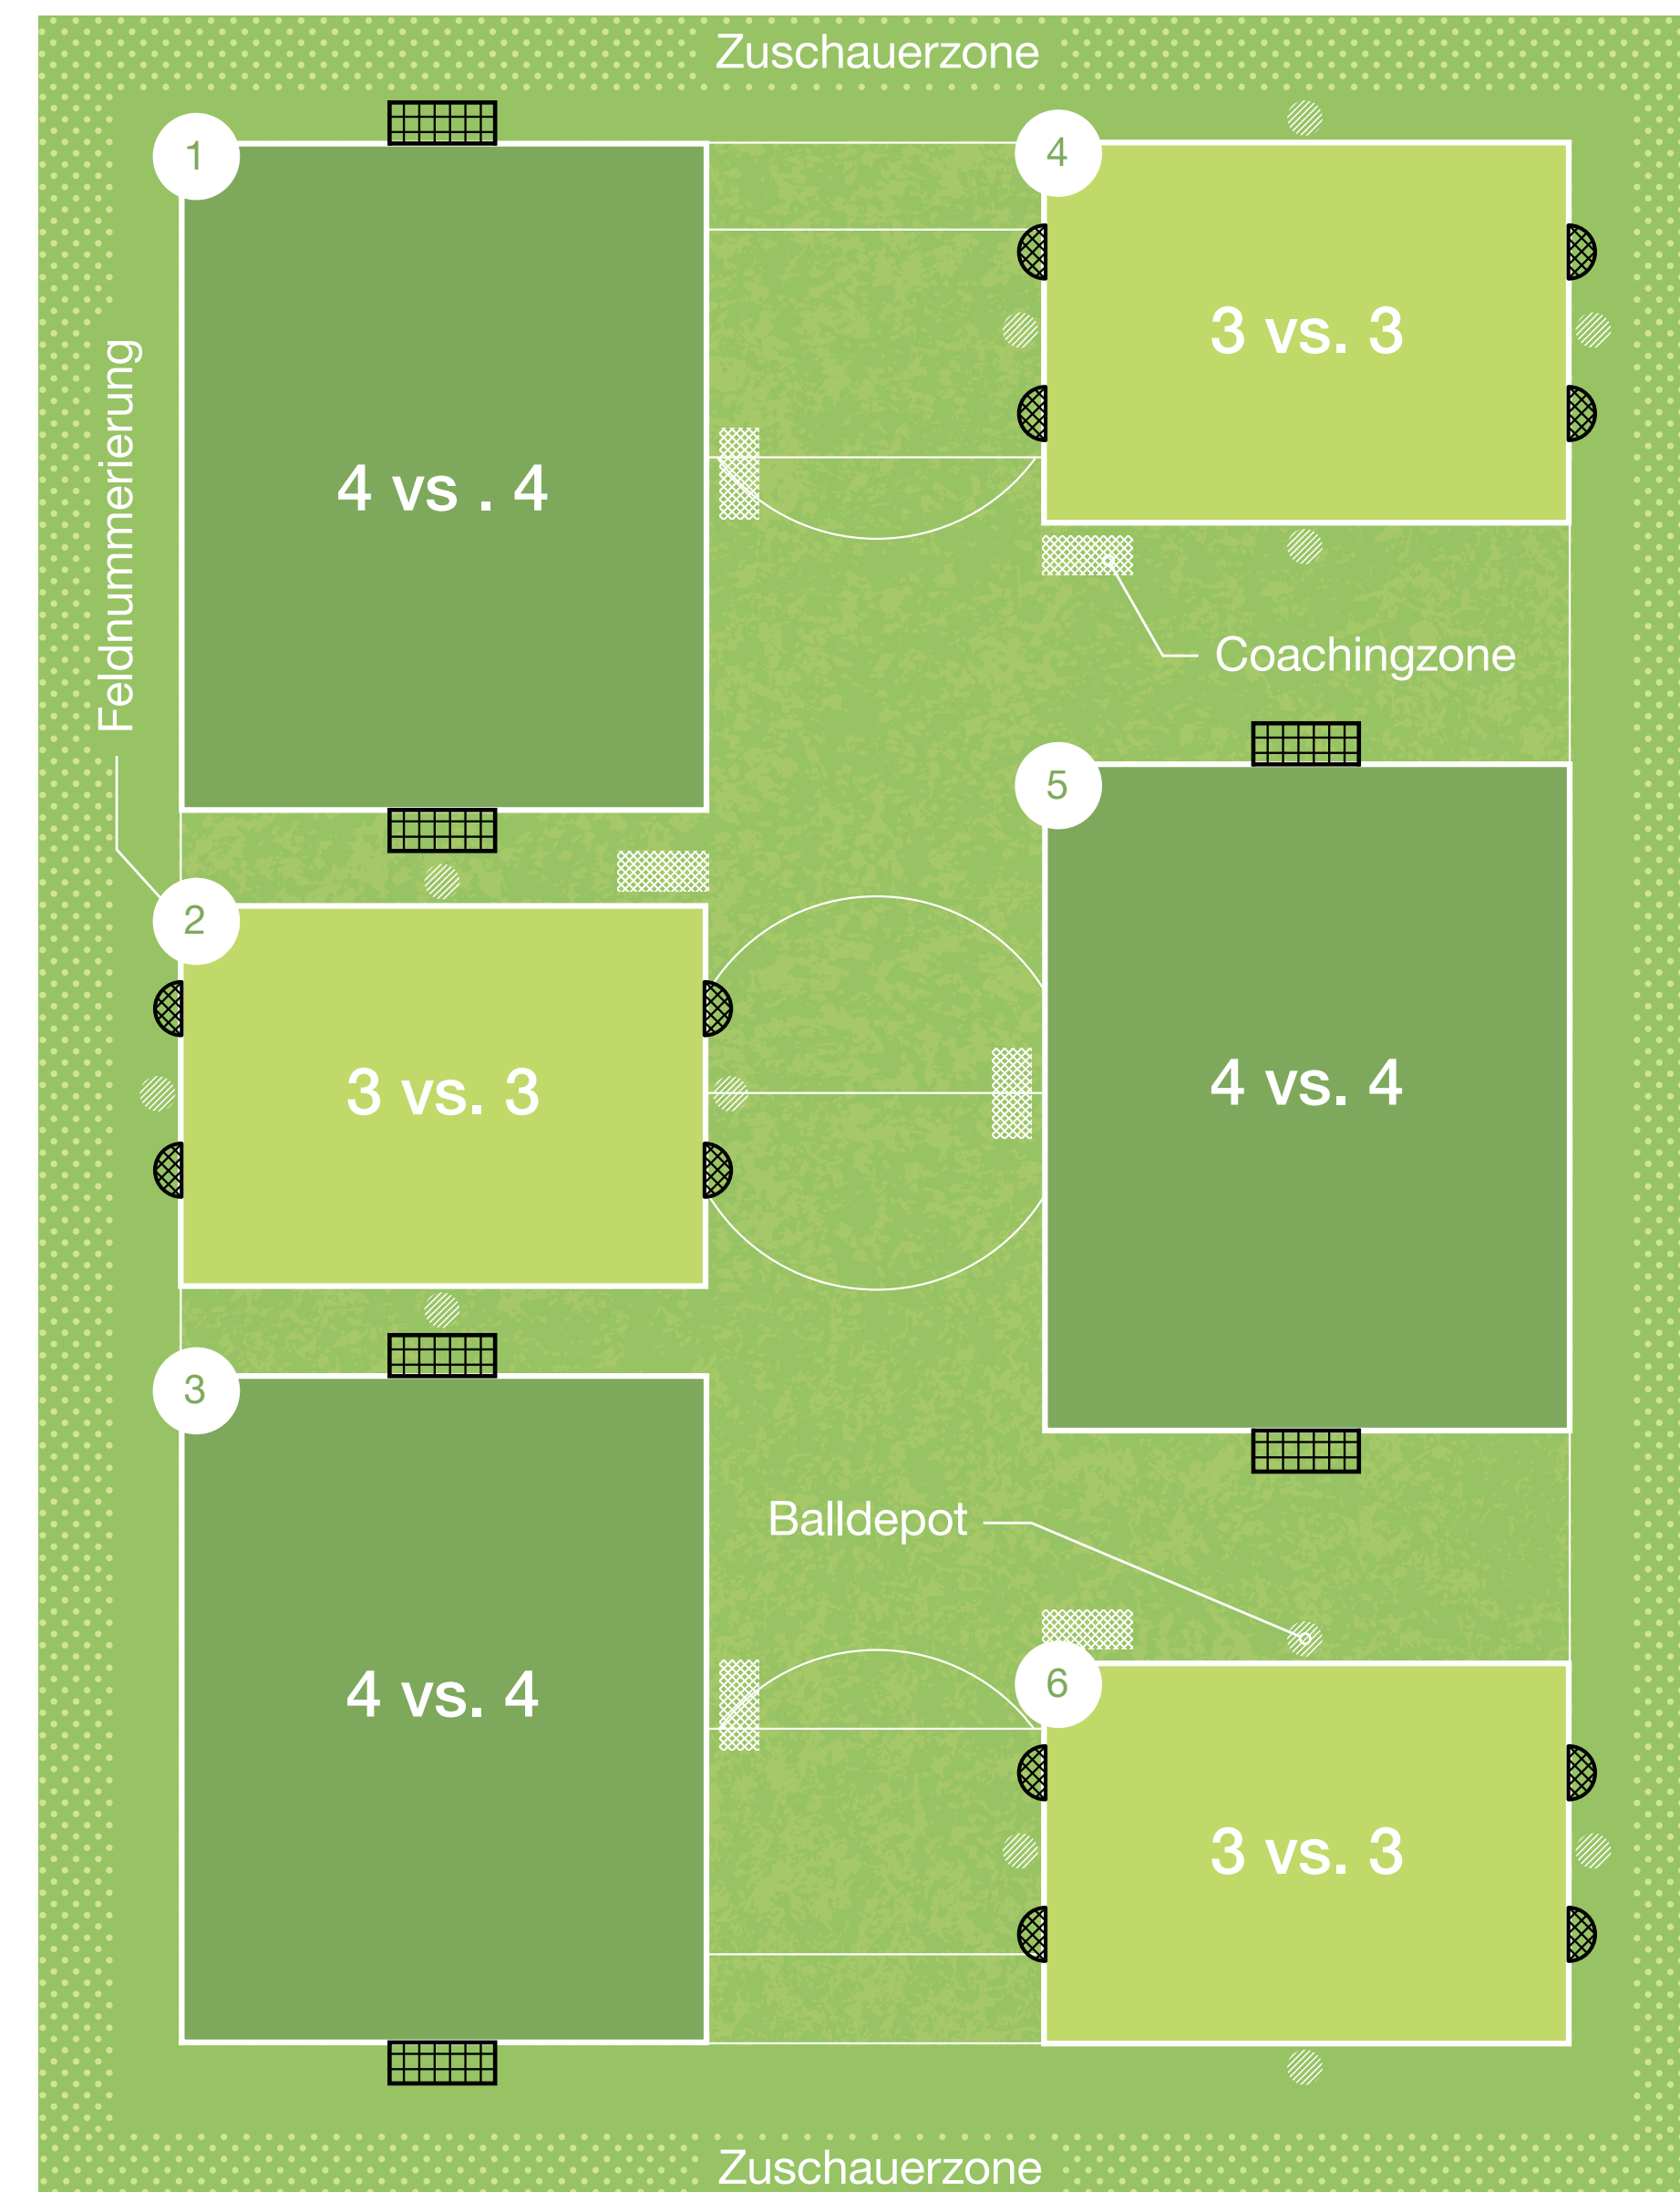 Zuschauerzone
1
4
3 vs. 3
Feldnummerierung
4 vs . 4
Coachingzone
5
2
3 vs. 3
4 vs. 4
3
Balldepot
6
4 vs. 4
3 vs. 3
Zuschauerzone